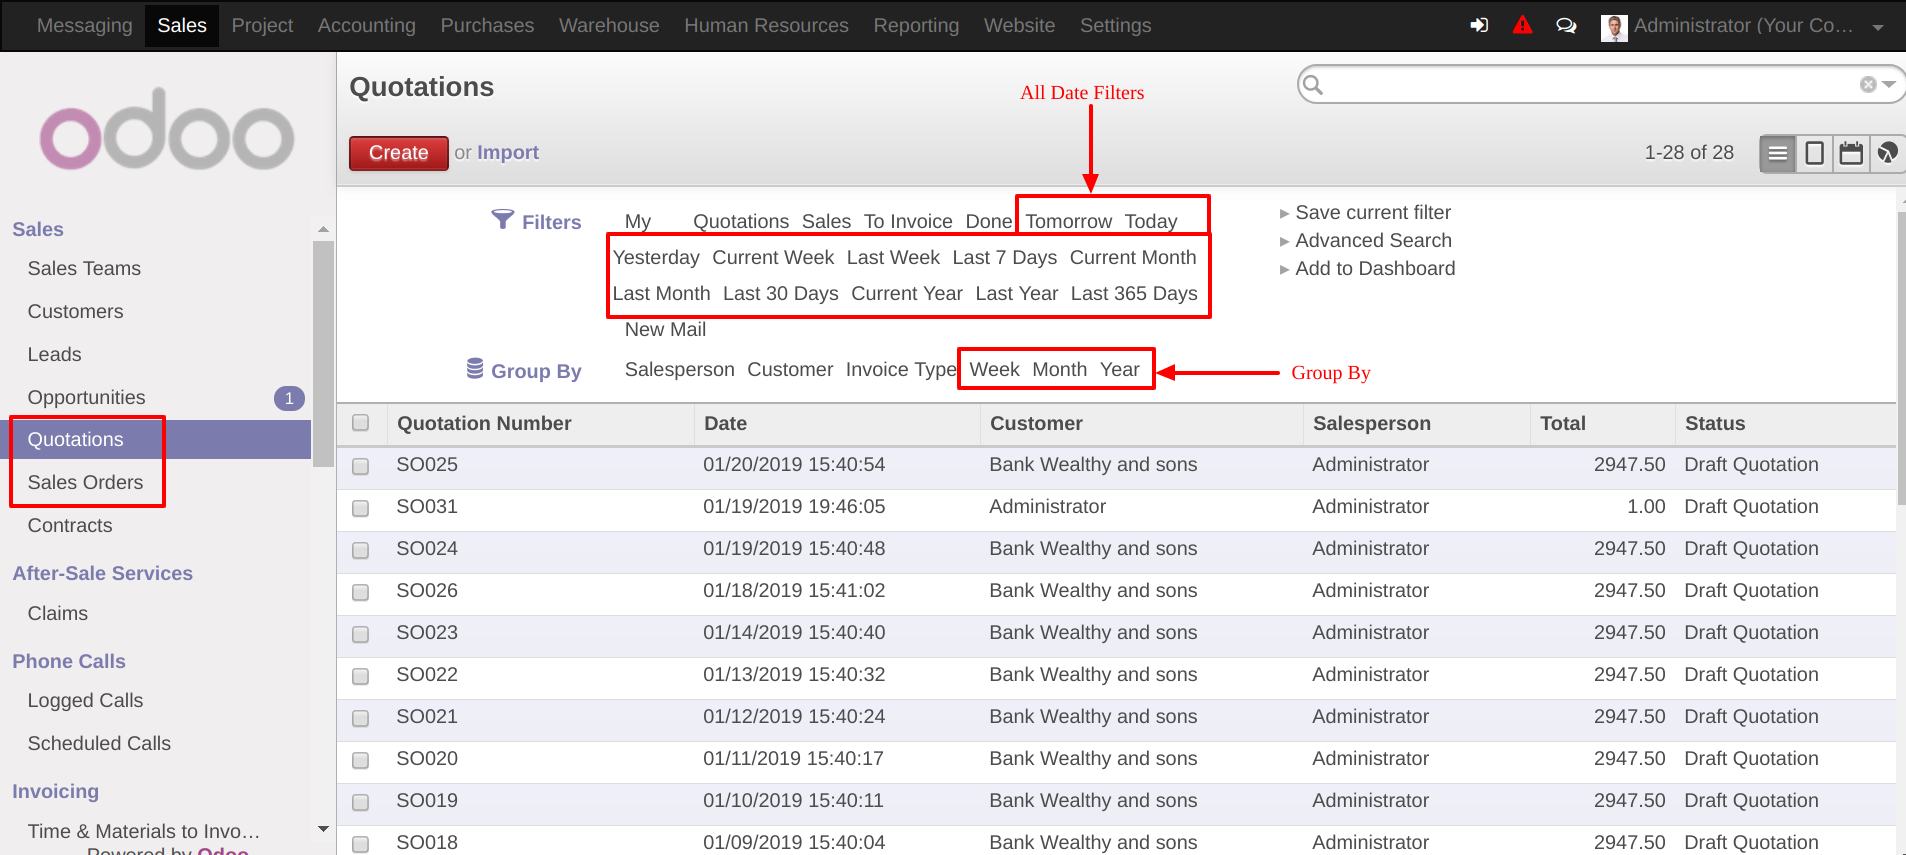 Messaging Sales Project Accounting Purchases Warehouse Human Resources Reporting Website Settings Administrator (Your Co…
odoo
Sales
Sales Teams
Customers
Leads
Opportunities 1
Quotations
Sales Orders
Contracts
After-Sale Services
Claims
Phone Calls
Logged Calls
Scheduled Calls
Invoicing
Time & Materials to Invo…
Powered by Odoo
Quotations
All Date Filters
Create or Import
1-28 of 28
Filters My Quotations Sales To Invoice Done Tomorrow Today
Yesterday Current Week Last Week Last 7 Days Current Month
Last Month Last 30 Days Current Year Last Year Last 365 Days
New Mail
Group By Salesperson Customer Invoice Type Week Month Year
Group By
Save current filter
Advanced Search
Add to Dashboard
Quotation Number Date Customer Salesperson Total Status
SO025 01/20/2019 15:40:54 Bank Wealthy and sons Administrator 2947.50 Draft Quotation
SO031 01/19/2019 19:46:05 Administrator Administrator 1.00 Draft Quotation
SO024 01/19/2019 15:40:48 Bank Wealthy and sons Administrator 2947.50 Draft Quotation
SO026 01/18/2019 15:41:02 Bank Wealthy and sons Administrator 2947.50 Draft Quotation
SO023 01/14/2019 15:40:40 Bank Wealthy and sons Administrator 2947.50 Draft Quotation
SO022 01/13/2019 15:40:32 Bank Wealthy and sons Administrator 2947.50 Draft Quotation
SO021 01/12/2019 15:40:24 Bank Wealthy and sons Administrator 2947.50 Draft Quotation
SO020 01/11/2019 15:40:17 Bank Wealthy and sons Administrator 2947.50 Draft Quotation
SO019 01/10/2019 15:40:11 Bank Wealthy and sons Administrator 2947.50 Draft Quotation
SO018 01/09/2019 15:40:04 Bank Wealthy and sons Administrator 2947.50 Draft Quotation